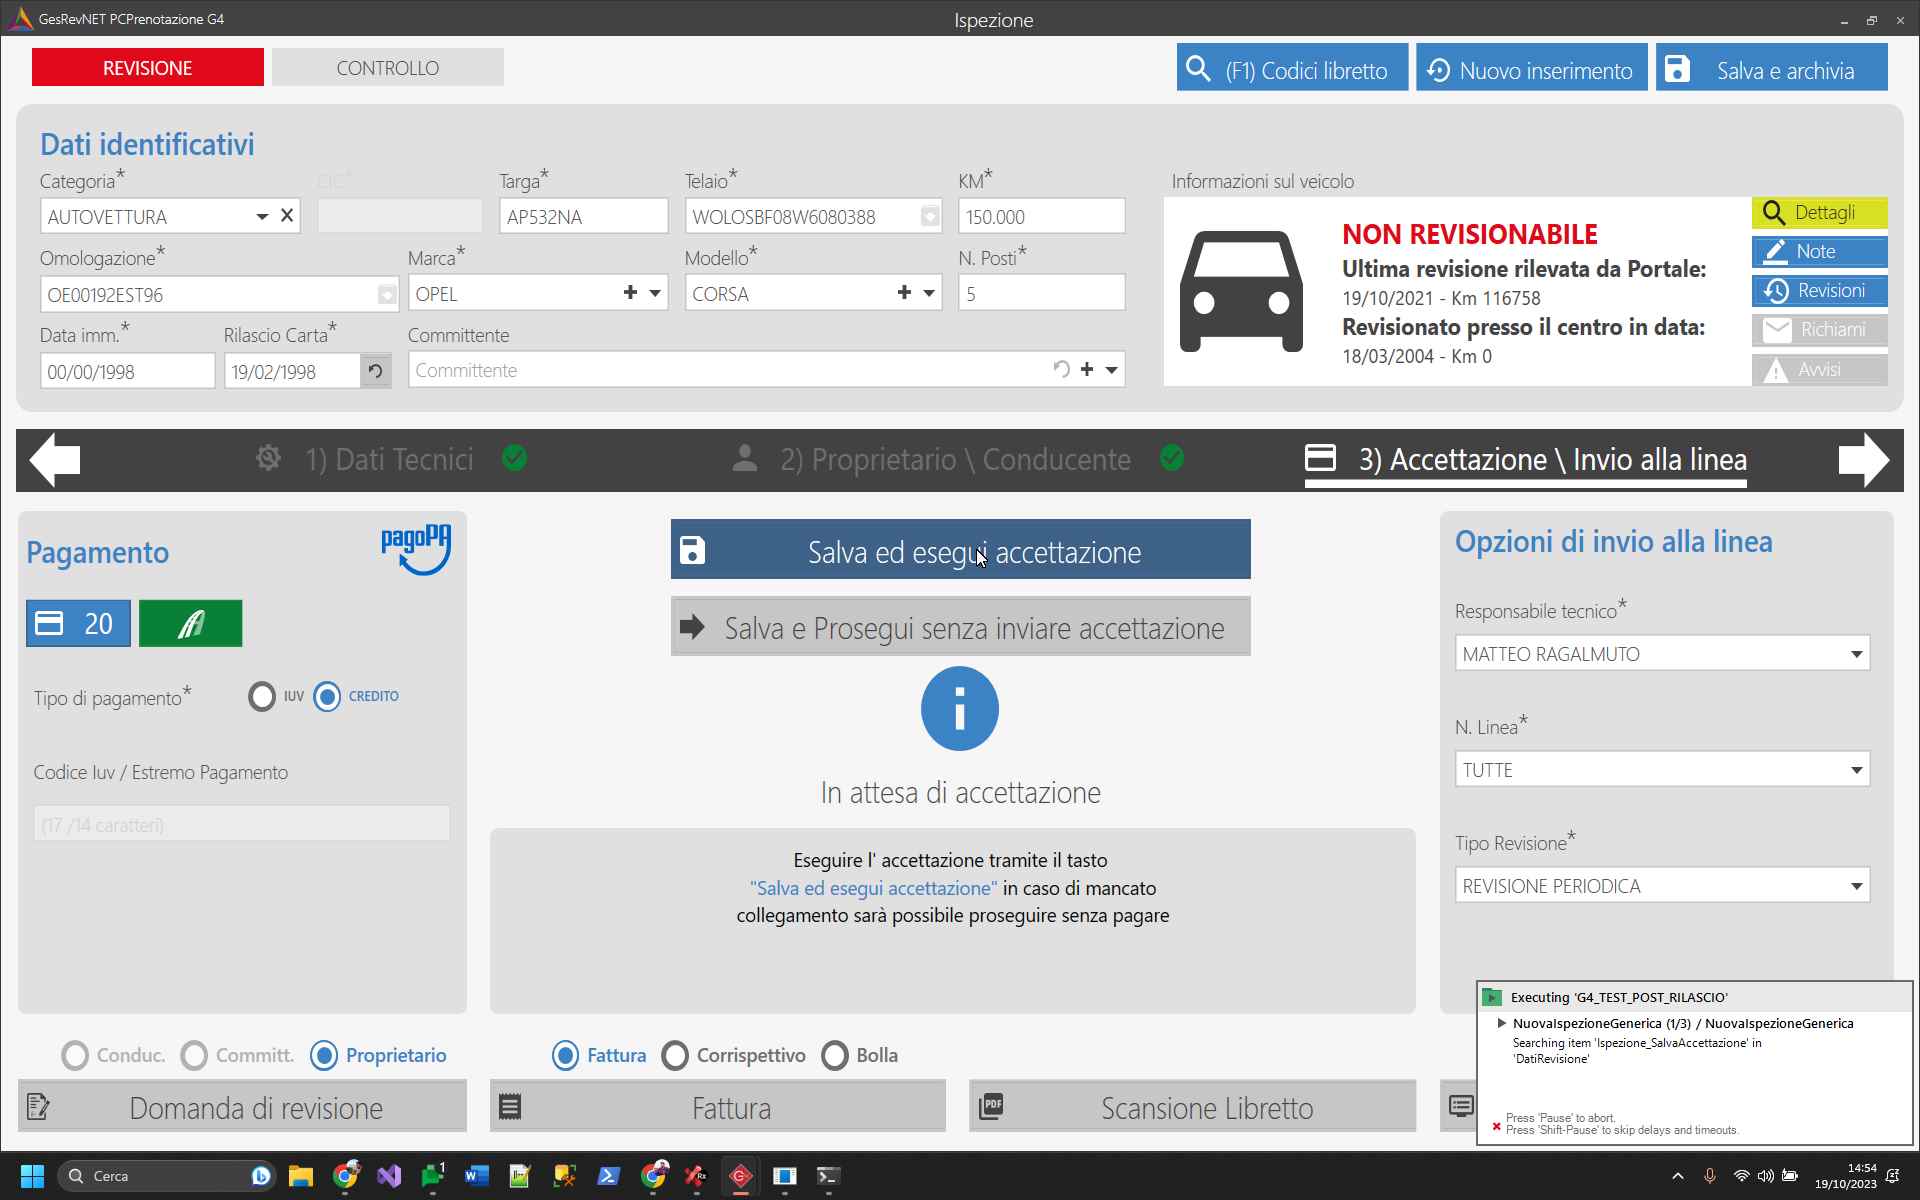 GesRevNET PCPrenotazione G4
Ispezione
REVISIONE
CONTROLLO
(F1) Codici libretto
Nuovo inserimento
Salva e archivia
Dati identificativi
Categoria*
CIC*
Targa*
Telaio*
KM*
Informazioni sul veicolo
AUTOVETTURA
AP532NA
WOLOSBF08W6080388
150.000
Omologazione*
Marca*
Modello*
N. Posti*
OE00192EST96
OPEL
CORSA
5
Data imm.*
Rilascio Carta*
Committente
00/00/1998
19/02/1998
Committente
NON REVISIONABILE
Ultima revisione rilevata da Portale:
19/10/2021 - Km 116758
Revisionato presso il centro in data:
18/03/2004 - Km 0
Dettagli
Note
Revisioni
Richiami
Avvisi
1) Dati Tecnici
2) Proprietario \ Conducente
3) Accettazione \ Invio alla linea
Pagamento
pagoPA
20
Tipo di pagamento*
IUV
CREDITO
Codice Iuv / Estremo Pagamento
(17 /14 caratteri)
Salva ed esegui accettazione
Salva e Prosegui senza inviare accettazione
In attesa di accettazione
Eseguire l' accettazione tramite il tasto
"Salva ed esegui accettazione" in caso di mancato
collegamento sarà possibile proseguire senza pagare
Opzioni di invio alla linea
Responsabile tecnico*
MATTEO RAGALMUTO
N. Linea*
TUTTE
Tipo Revisione*
REVISIONE PERIODICA
Conduc.
Committ.
Proprietario
Fattura
Corrispettivo
Bolla
Domanda di revisione
Fattura
PDF
Scansione Libretto
Executing 'G4_TEST_POST_RILASCIO'
NuovaIspezioneGenerica (1/3) / NuovaIspezioneGenerica
Searching item 'Ispezione_SalvaAccettazione' in
'DatiRevisione'
Press 'Pause' to abort.
Press 'Shift-Pause' to skip delays and timeouts.
Cerca
1
14:54
19/10/2023